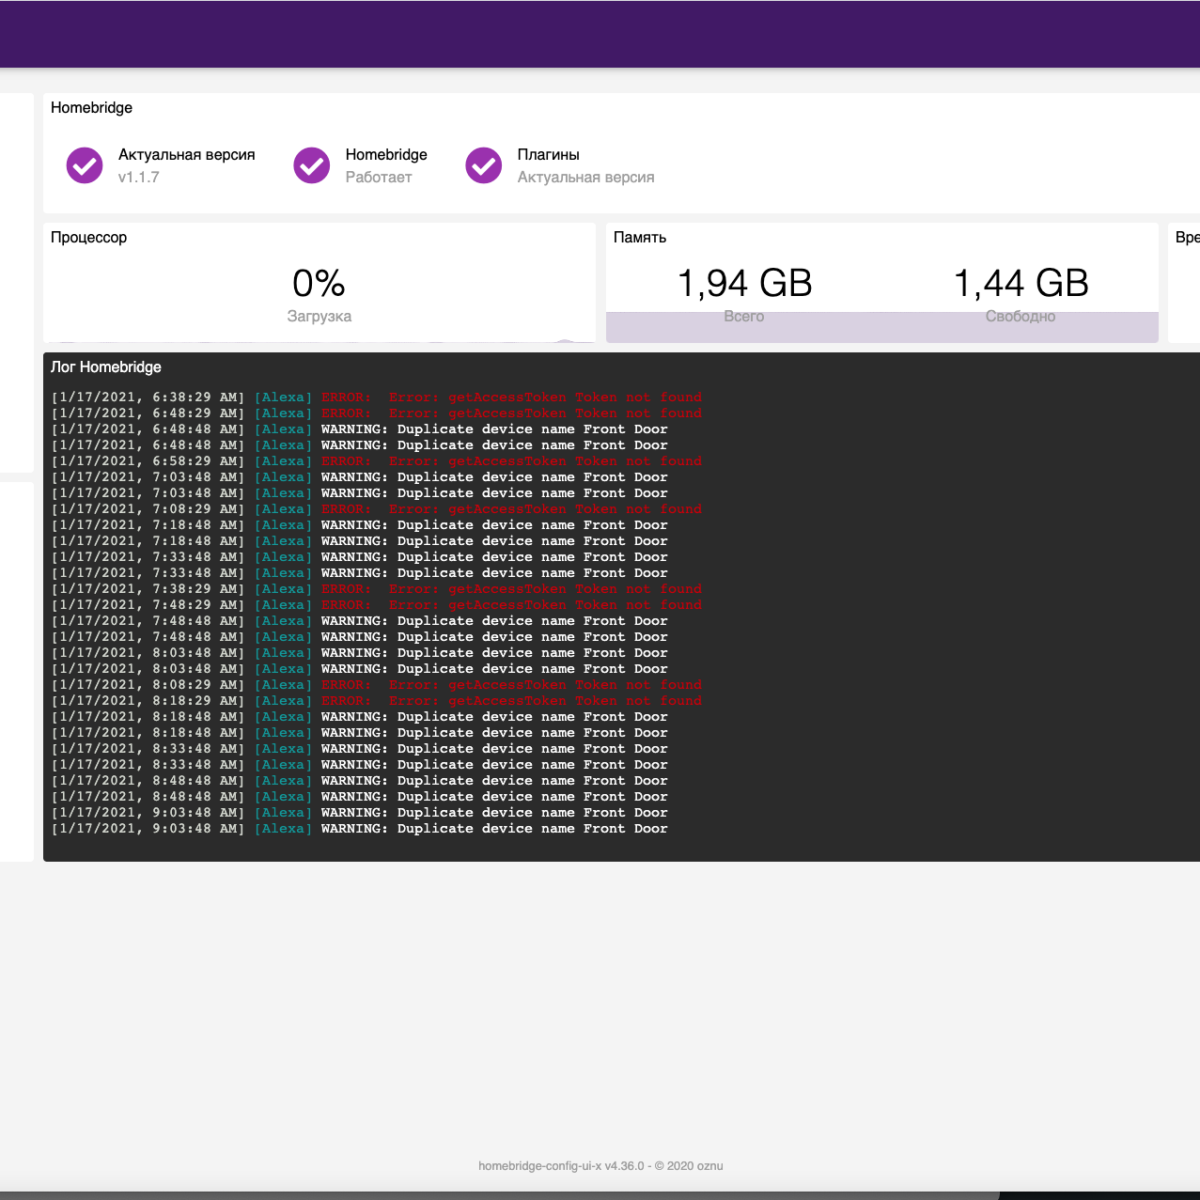 Homebridge
Актуальная версия
v1.1.7
Homebridge
Работает
Плагины
Актуальная версия
Процессор
0%
Загрузка
Память
1,94 GB
Всего
1,44 GB
Свободно
Вре
Лог Homebridge
[1/17/2021, 6:38:29 AM] [Alexa] ERROR:  Error: getAccessToken Token not found
[1/17/2021, 6:48:29 AM] [Alexa] ERROR:  Error: getAccessToken Token not found
[1/17/2021, 6:48:48 AM] [Alexa] WARNING: Duplicate device name Front Door
[1/17/2021, 6:48:48 AM] [Alexa] WARNING: Duplicate device name Front Door
[1/17/2021, 6:58:29 AM] [Alexa] ERROR:  Error: getAccessToken Token not found
[1/17/2021, 7:03:48 AM] [Alexa] WARNING: Duplicate device name Front Door
[1/17/2021, 7:03:48 AM] [Alexa] WARNING: Duplicate device name Front Door
[1/17/2021, 7:08:29 AM] [Alexa] ERROR:  Error: getAccessToken Token not found
[1/17/2021, 7:18:48 AM] [Alexa] WARNING: Duplicate device name Front Door
[1/17/2021, 7:18:48 AM] [Alexa] WARNING: Duplicate device name Front Door
[1/17/2021, 7:33:48 AM] [Alexa] WARNING: Duplicate device name Front Door
[1/17/2021, 7:33:48 AM] [Alexa] WARNING: Duplicate device name Front Door
[1/17/2021, 7:38:29 AM] [Alexa] ERROR:  Error: getAccessToken Token not found
[1/17/2021, 7:48:29 AM] [Alexa] ERROR:  Error: getAccessToken Token not found
[1/17/2021, 7:48:48 AM] [Alexa] WARNING: Duplicate device name Front Door
[1/17/2021, 7:48:48 AM] [Alexa] WARNING: Duplicate device name Front Door
[1/17/2021, 8:03:48 AM] [Alexa] WARNING: Duplicate device name Front Door
[1/17/2021, 8:03:48 AM] [Alexa] WARNING: Duplicate device name Front Door
[1/17/2021, 8:08:29 AM] [Alexa] ERROR:  Error: getAccessToken Token not found
[1/17/2021, 8:18:29 AM] [Alexa] ERROR:  Error: getAccessToken Token not found
[1/17/2021, 8:18:48 AM] [Alexa] WARNING: Duplicate device name Front Door
[1/17/2021, 8:18:48 AM] [Alexa] WARNING: Duplicate device name Front Door
[1/17/2021, 8:33:48 AM] [Alexa] WARNING: Duplicate device name Front Door
[1/17/2021, 8:33:48 AM] [Alexa] WARNING: Duplicate device name Front Door
[1/17/2021, 8:48:48 AM] [Alexa] WARNING: Duplicate device name Front Door
[1/17/2021, 8:48:48 AM] [Alexa] WARNING: Duplicate device name Front Door
[1/17/2021, 9:03:48 AM] [Alexa] WARNING: Duplicate device name Front Door
[1/17/2021, 9:03:48 AM] [Alexa] WARNING: Duplicate device name Front Door
homebridge-config-ui-x v4.36.0 - © 2020 oznu